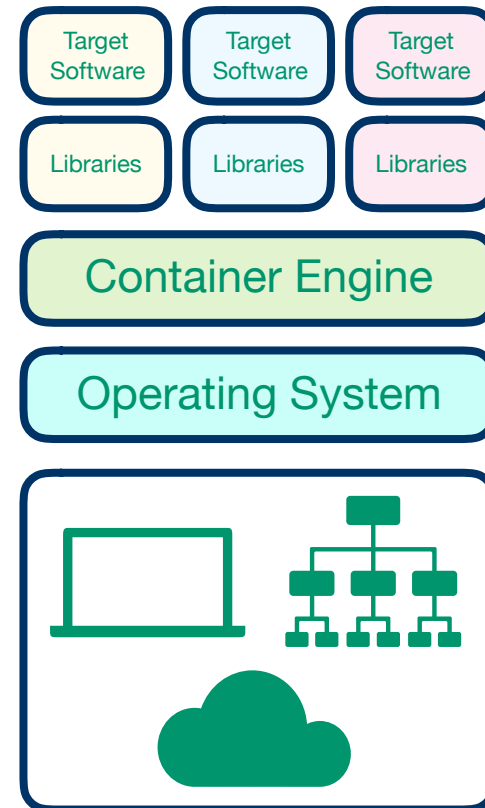 Target
Software
Target
Software
Target
Software
Libraries
Libraries
Libraries
Container Engine
Operating System